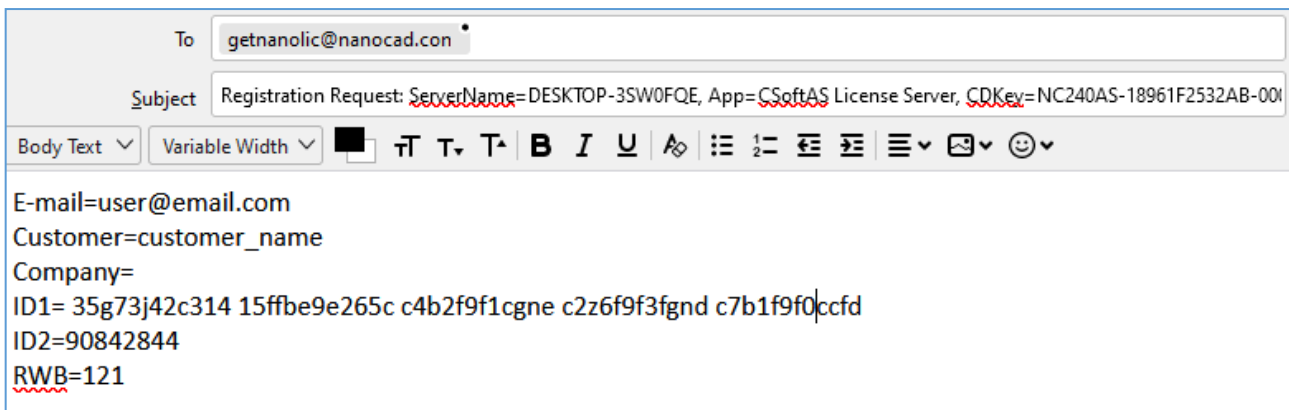 To getnanolic@nanocad.con
Subject Registration Request: ServerName=DESKTOP-3SW0FQE, App=CSoftAS License Server, CDKey=NC240AS-18961F2532AB-00
Body Text Variable Width
E-mail=user@email.com
Customer=customer_name
Company=
ID1= 35g73j42c314 15ffbe9e265c c4b2f9f1cgne c2z6f9f3fgnd c7b1f9f0ccfd
ID2=90842844
RWB=121